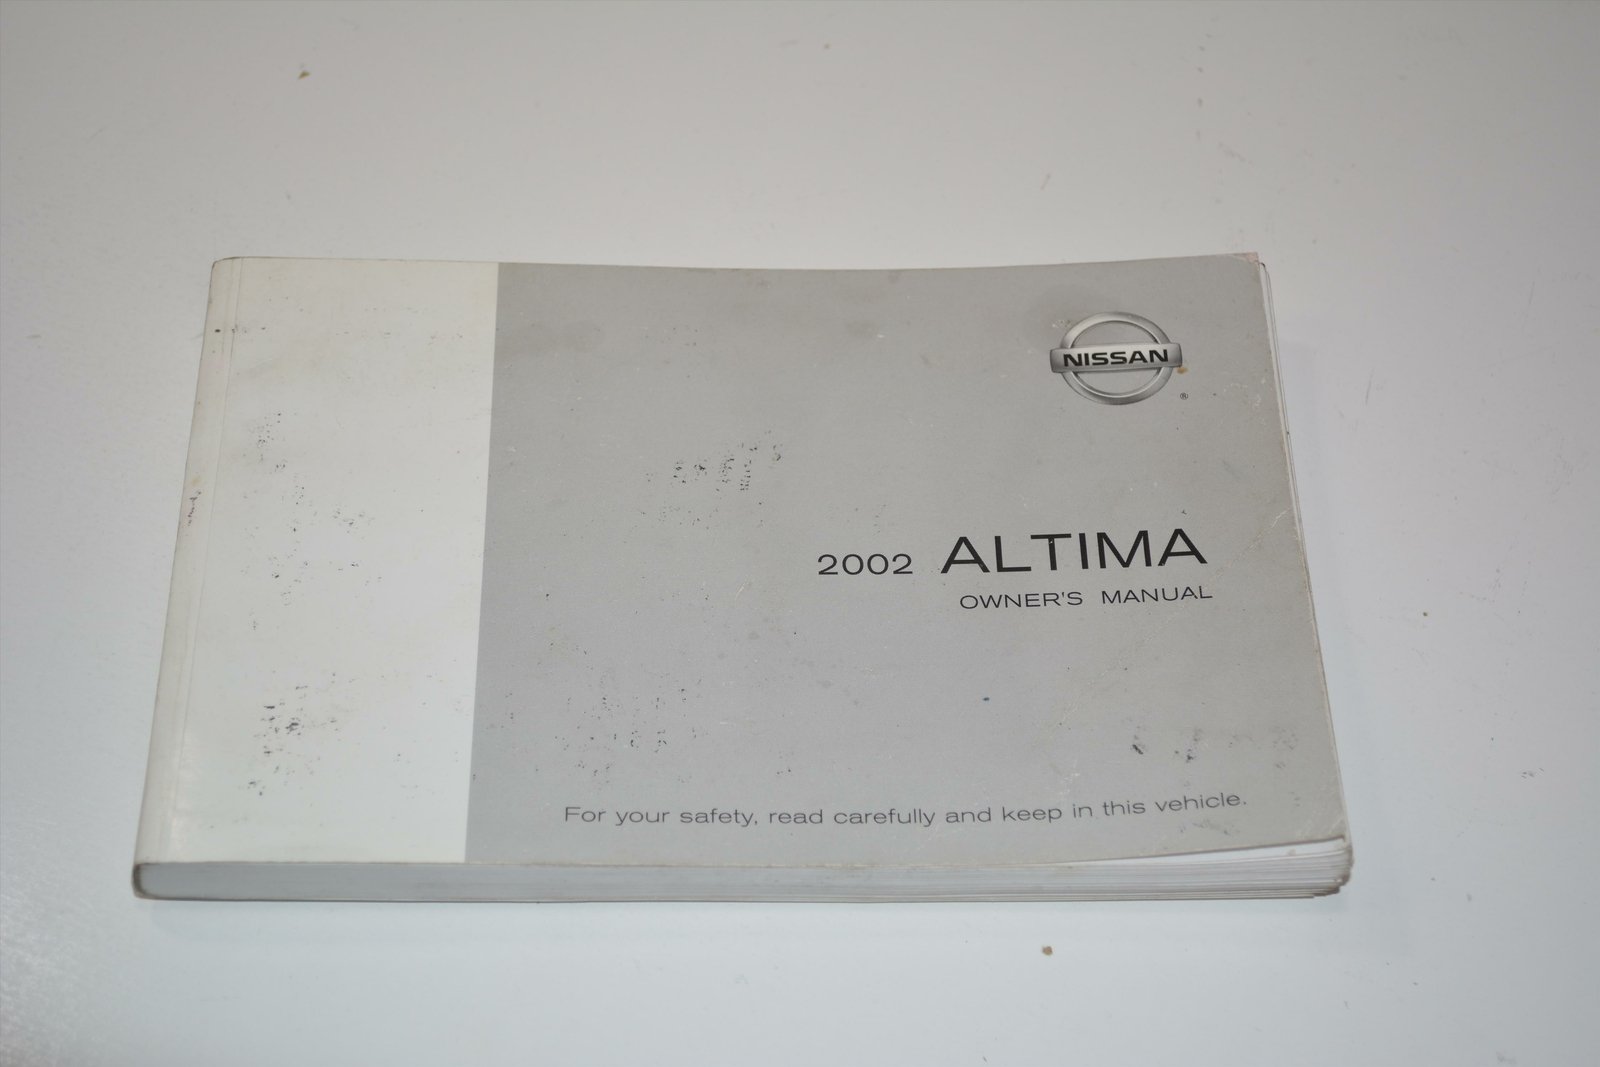 NISSAN
®
2002 ALTIMA
OWNER'S MANUAL
For your safety, read carefully and keep in this vehicle.